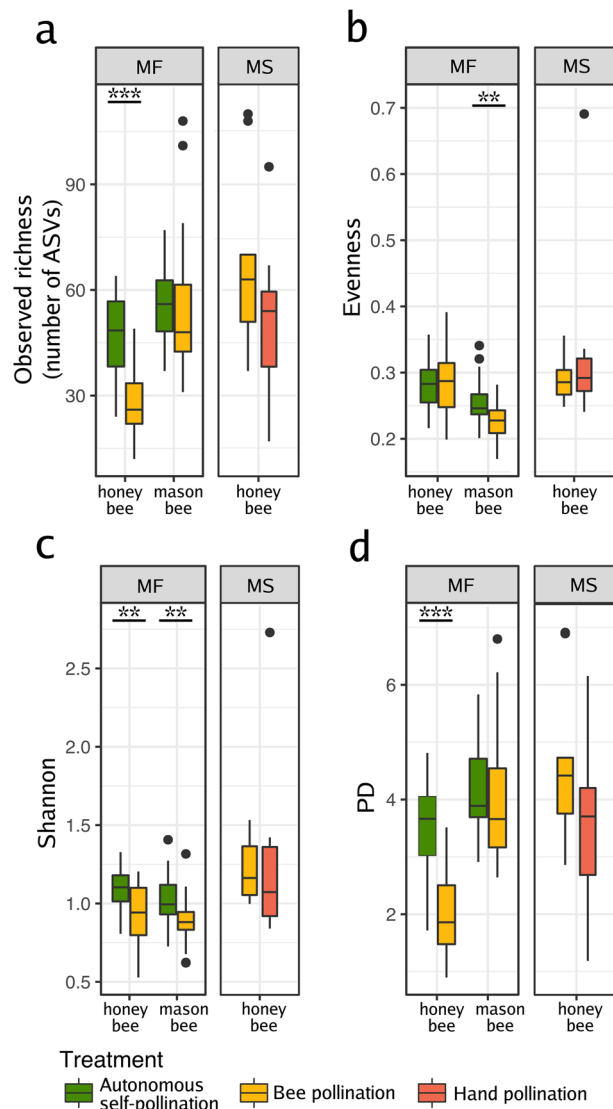 a
MF
MS
***
Observed richness
(number of ASVs)
90
60
30
honey
bee
mason
bee
honey
bee
b
MF
MS
**
Evenness
0.7
0.6
0.5
0.4
0.3
0.2
honey
bee
mason
bee
honey
bee
c
MF
MS
**
**
Shannon
2.5
2.0
1.5
1.0
0.5
honey
bee
mason
bee
honey
bee
d
MF
MS
***
PD
6
4
2
honey
bee
mason
bee
honey
bee
Treatment
Autonomous
self-pollination
Bee pollination
Hand pollination